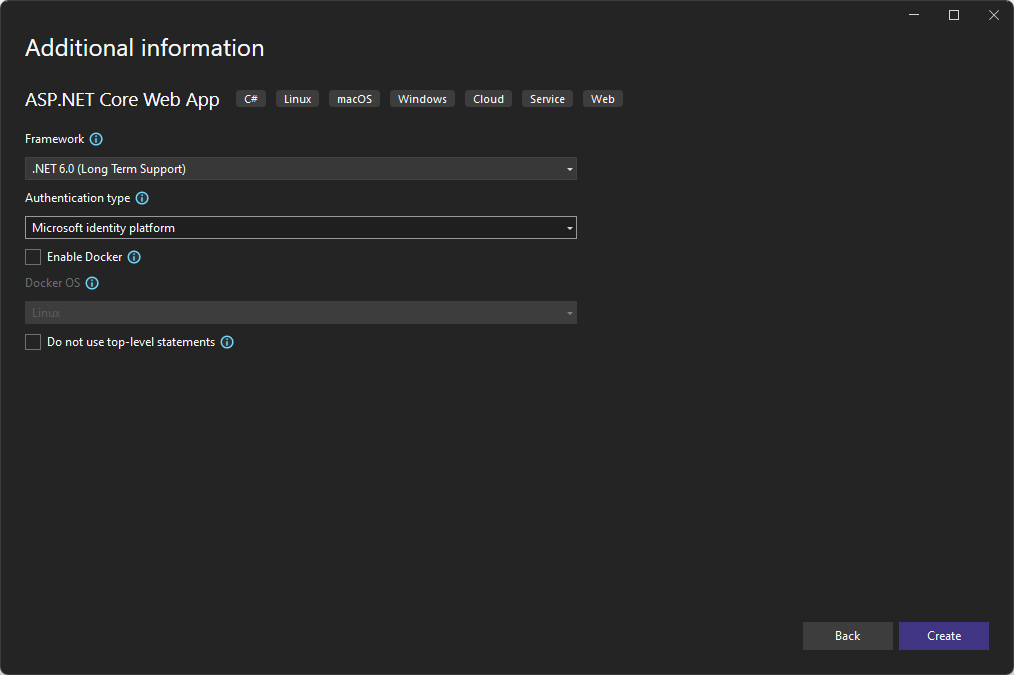 Additional information
ASP.NET Core Web App C# Linux macOS Windows Cloud Service Web
Framework
.NET 6.0 (Long Term Support)
Authentication type
Microsoft identity platform
Enable Docker
Docker OS
Linux
Do not use top-level statements
Back Create